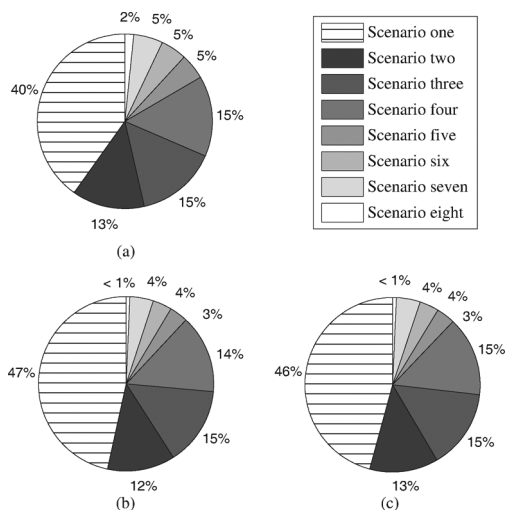 2%
5%
5%
5%
40%
15%
15%
13%
(a)
Scenario one
Scenario two
Scenario three
Scenario four
Scenario five
Scenario six
Scenario seven
Scenario eight
< 1%
4%
4%
3%
47%
14%
15%
12%
(b)
< 1%
4%
4%
3%
46%
15%
15%
13%
(c)